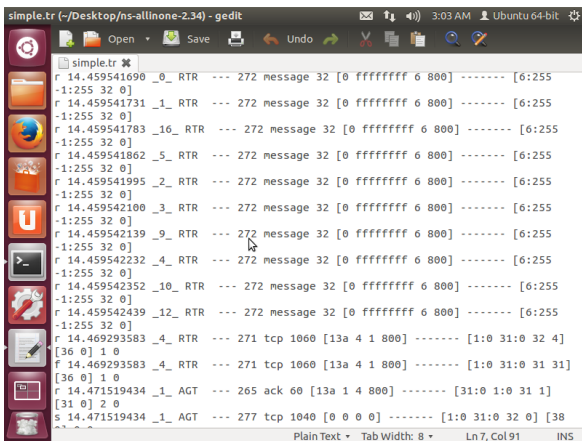 simple.tr (~/Desktop/ns-allinone-2.34) - gedit 3:03 AM Ubuntu 64-bit
Open Save Undo
simple.tr
r 14.459541690 _0_ RTR --- 272 message 32 [0 ffffffff 6 800] ------- [6:255
-1:255 32 0]
r 14.459541731 _1_ RTR --- 272 message 32 [0 ffffffff 6 800] ------- [6:255
-1:255 32 0]
r 14.459541783 _16_ RTR --- 272 message 32 [0 ffffffff 6 800] ------- [6:255
-1:255 32 0]
r 14.459541862 _5_ RTR --- 272 message 32 [0 ffffffff 6 800] ------- [6:255
-1:255 32 0]
r 14.459541995 _2_ RTR --- 272 message 32 [0 ffffffff 6 800] ------- [6:255
-1:255 32 0]
r 14.459542100 _3_ RTR --- 272 message 32 [0 ffffffff 6 800] ------- [6:255
-1:255 32 0]
r 14.459542139 _9_ RTR --- 272 message 32 [0 ffffffff 6 800] ------- [6:255
-1:255 32 0]
r 14.459542232 _4_ RTR --- 272 message 32 [0 ffffffff 6 800] ------- [6:255
-1:255 32 0]
r 14.459542352 _10_ RTR --- 272 message 32 [0 ffffffff 6 800] ------- [6:255
-1:255 32 0]
r 14.459542439 _12_ RTR --- 272 message 32 [0 ffffffff 6 800] ------- [6:255
-1:255 32 0]
r 14.469293583 _4_ RTR --- 271 tcp 1060 [13a 4 1 800] ------- [1:0 31:0 32 4]
[36 0] 1 0
f 14.469293583 _4_ RTR --- 271 tcp 1060 [13a 4 1 800] ------- [1:0 31:0 31 31]
[36 0] 1 0
r 14.471519434 _1_ AGT --- 265 ack 60 [13a 1 4 800] ------- [31:0 1:0 31 1]
[31 0] 2 0
s 14.471519434 _1_ AGT --- 277 tcp 1040 [0 0 0 0] ------- [1:0 31:0 32 0] [38
Plain Text Tab Width: 8 Ln 7, Col 91 INS